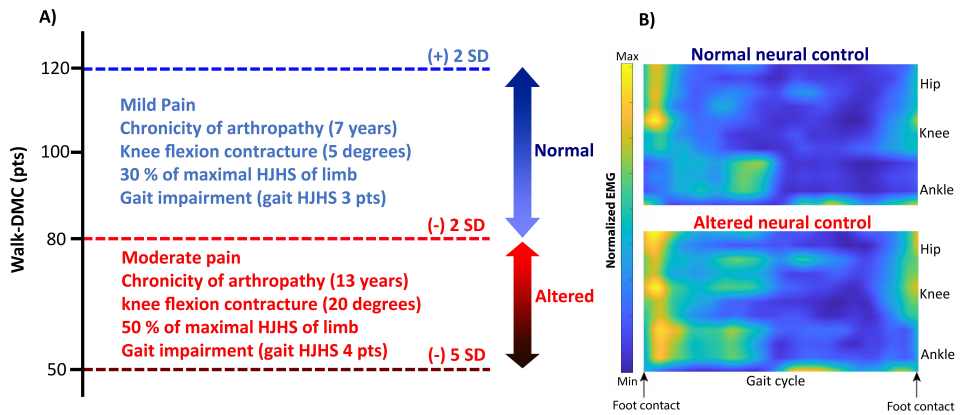 A)
Walk-DMC (pts)
120
100
80
50
(+) 2 SD
Mild Pain
Chronicity of arthropathy (7 years)
Knee flexion contracture (5 degrees)
30 % of maximal HJHS of limb
Gait impairment (gait HJHS 3 pts)
Normal
(-) 2 SD
Moderate pain
Chronicity of arthropathy (13 years)
knee flexion contracture (20 degrees)
50 % of maximal HJHS of limb
Gait impairment (gait HJHS 4 pts)
Altered
(-) 5 SD
B)
Normal neural control
Max
Normalized EMG
Min
Hip
Knee
Ankle
Altered neural control
Hip
Knee
Ankle
Gait cycle
Foot contact
Foot contact